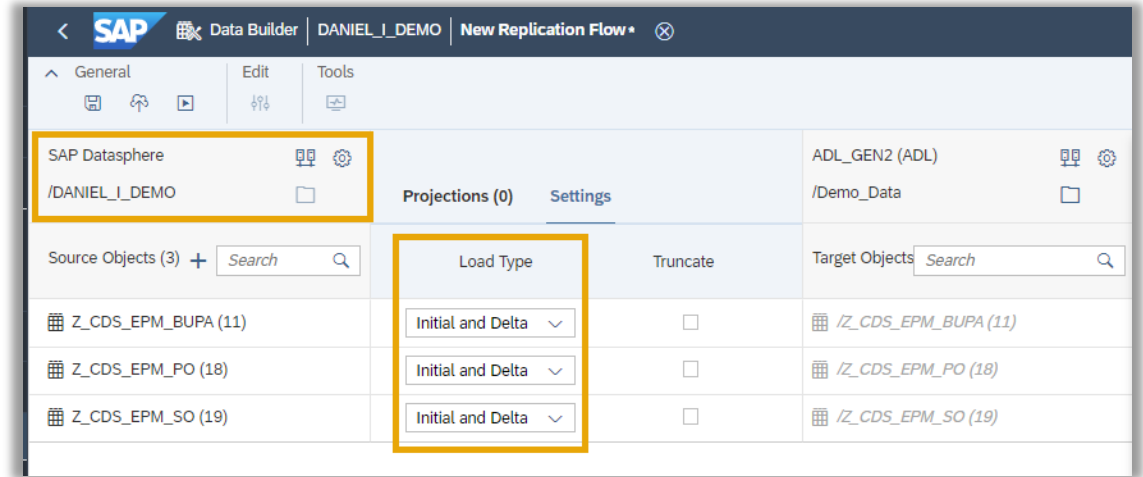 SAP Data Builder DANIEL_I_DEMO New Replication Flow*
General Edit Tools
SAP Datasphere ADL_GEN2 (ADL)
/DANIEL_I_DEMO Projections (0) Settings /Demo_Data
Source Objects (3) Search Load Type Truncate Target Objects Search
Z_CDS_EPM_BUPA (11) Initial and Delta /Z_CDS_EPM_BUPA (11)
Z_CDS_EPM_PO (18) Initial and Delta /Z_CDS_EPM_PO (18)
Z_CDS_EPM_SO (19) Initial and Delta /Z_CDS_EPM_SO (19)